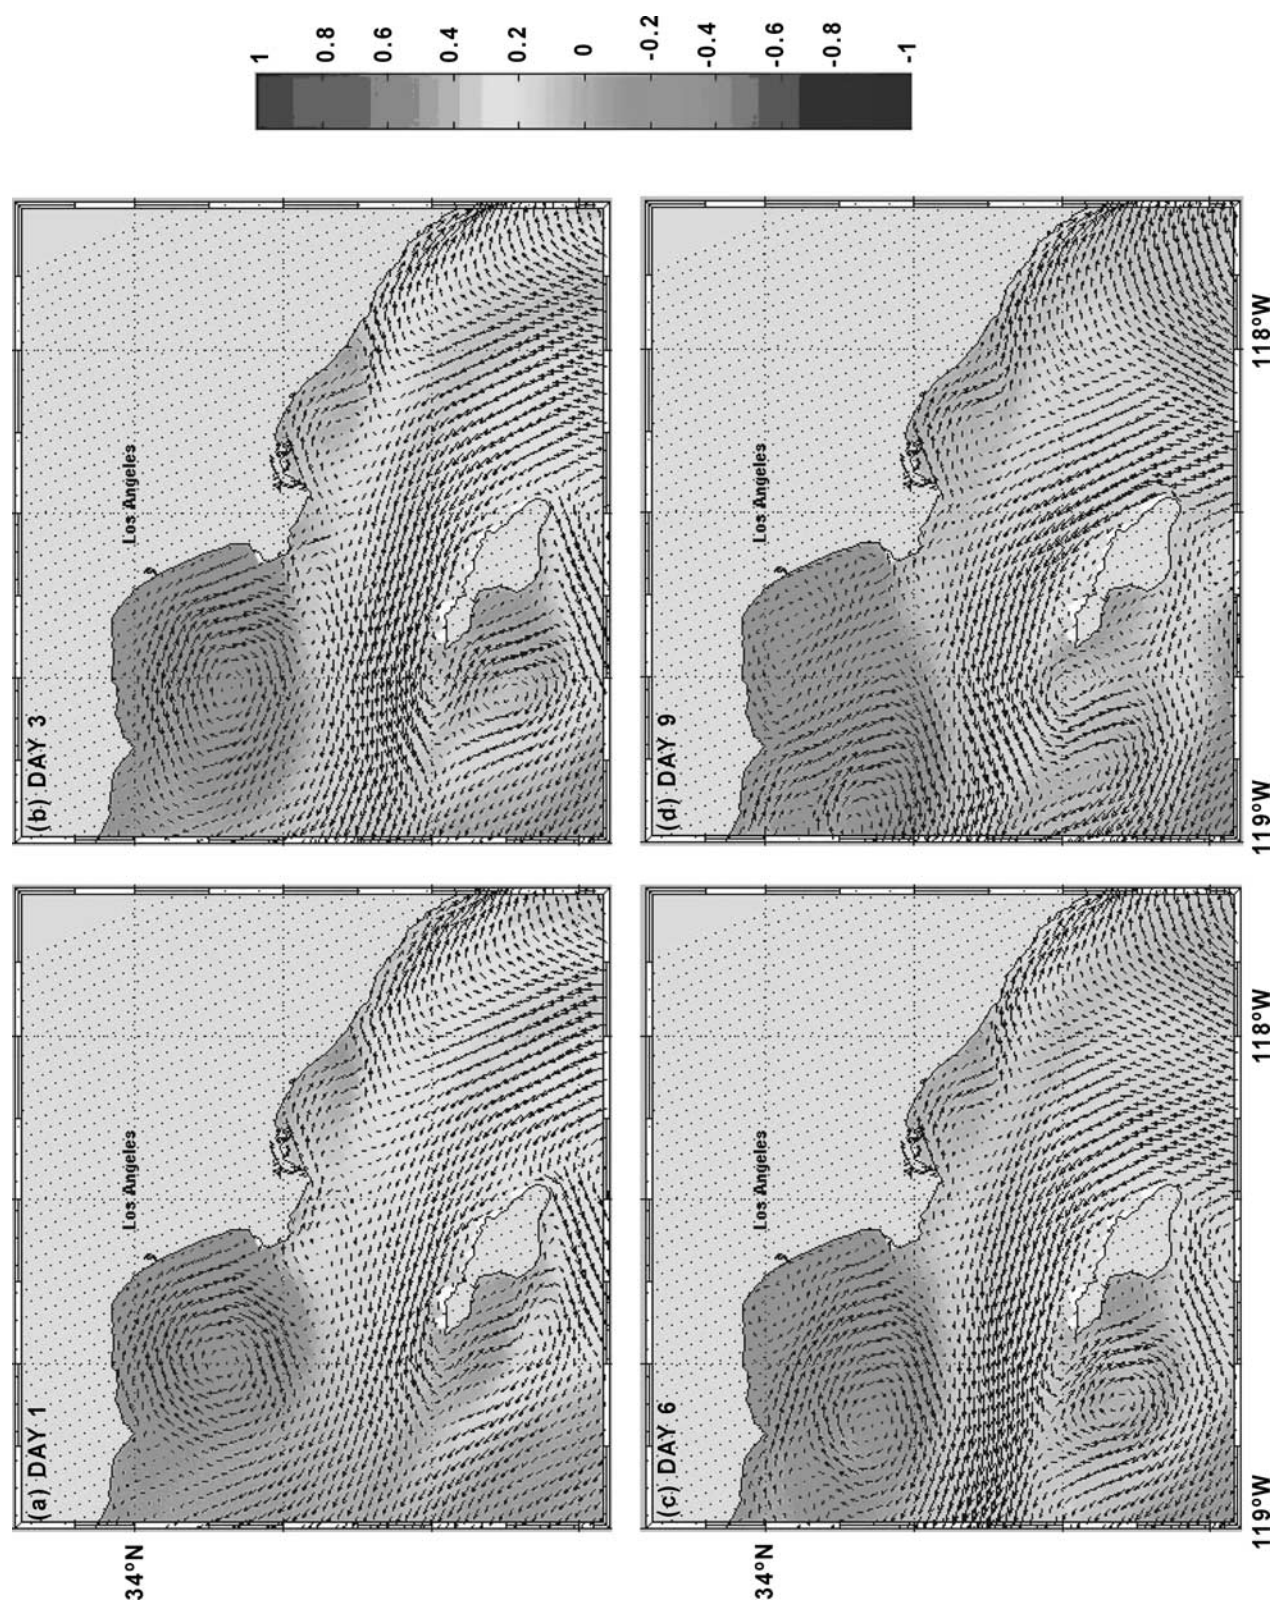 (a) DAY 1
Los Angeles
34°N
(b) DAY 3
Los Angeles
1
0.8
0.6
0.4
0.2
0
-0.2
-0.4
-0.6
-0.8
-1
(c) DAY 6
Los Angeles
34°N
119°W
118°W
(d) DAY 9
Los Angeles
119°W
118°W